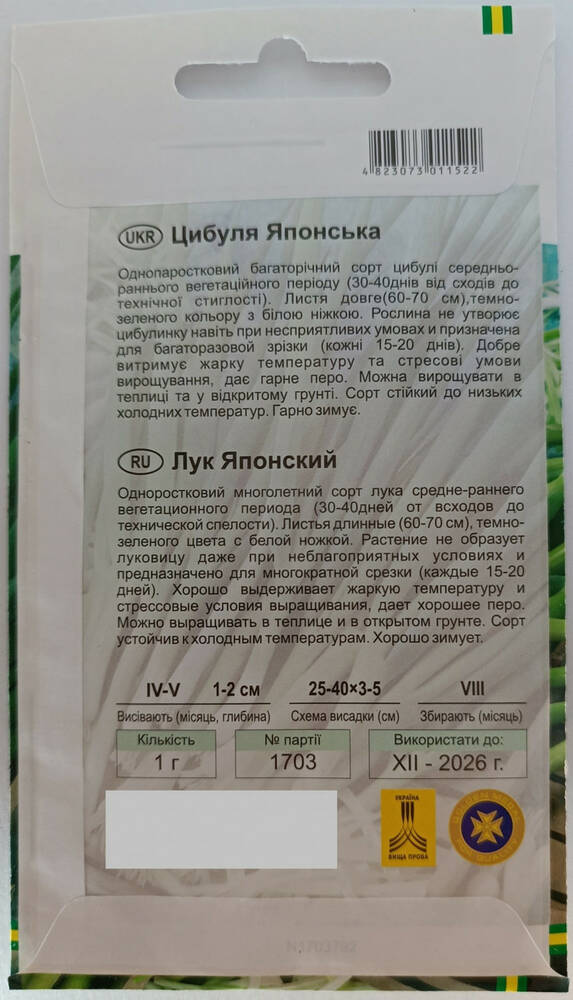 4 823073 011522
UKR Цибуля Японська
Однопаростковий багаторічний сорт цибулі середньо-
раннього вегетаційного періоду (30-40днів від сходів до
технічної стиглості). Листя довге(60-70 см),темно-
зеленого кольору з білою ніжкою. Рослина не утворює
цибулинку навіть при несприятливих умовах и призначена
для багаторазової зрізки (кожні 15-20 днів). Добре
витримує жарку температуру та стресові умови
вирощування, дає гарне перо. Можна вирощувати в
теплиці та у відкритому грунті. Сорт стійкий до низьких
холодних температур. Гарно зимує.
RU Лук Японский
Одноростковий многолетний сорт лука средне-раннего
вегетационного периода (30-40дней от всходов до
технической спелости). Листья длинные (60-70 см), темно-
зеленого цвета с белой ножкой. Растение не образует
луковицу даже при неблагоприятных условиях и
предназначено для многократной срезки (каждые 15-20
дней). Хорошо выдерживает жаркую температуру и
стрессовые условия выращивания, дает хорошее перо.
Можно выращивать в теплице и в открытом грунте. Сорт
устойчив к холодным температурам. Хорошо зимует.
IV-V 1-2 см 25-40×3-5 VIII
Висівають (місяць, глибина) Схема висадки (см) Збирають (місяць)
Кількість № партії Використати до:
1 г 1703 XII - 2026 г.
УКРАЇНА
ВИЩА ПРОБА